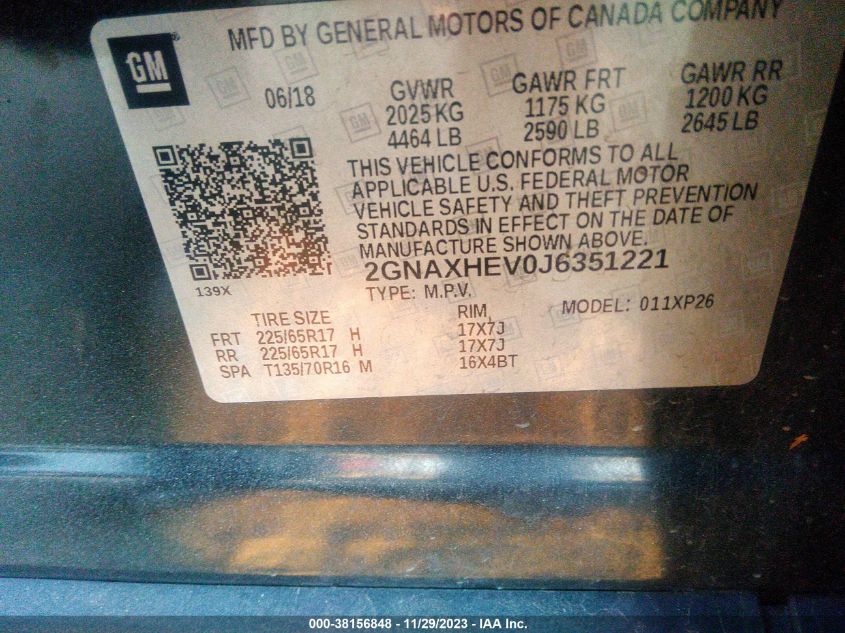 MFD BY GENERAL MOTORS OF CANADA COMPANY
GM
06/18
GVWR GAWR FRT GAWR RR
2025 KG 1175 KG 1200 KG
4464 LB 2590 LB 2645 LB
THIS VEHICLE CONFORMS TO ALL
APPLICABLE U.S. FEDERAL MOTOR
VEHICLE SAFETY AND THEFT PREVENTION
STANDARDS IN EFFECT ON THE DATE OF
MANUFACTURE SHOWN ABOVE.
2GNAXHEV0J6351221
139X
TYPE: M.P.V.
MODEL: 011XP26
TIRE SIZE RIM
FRT 225/65R17 H 17X7J
RR 225/65R17 H 17X7J
SPA T135/70R16 M 16X4BT
000-38156848 - 11/29/2023 - IAA Inc.